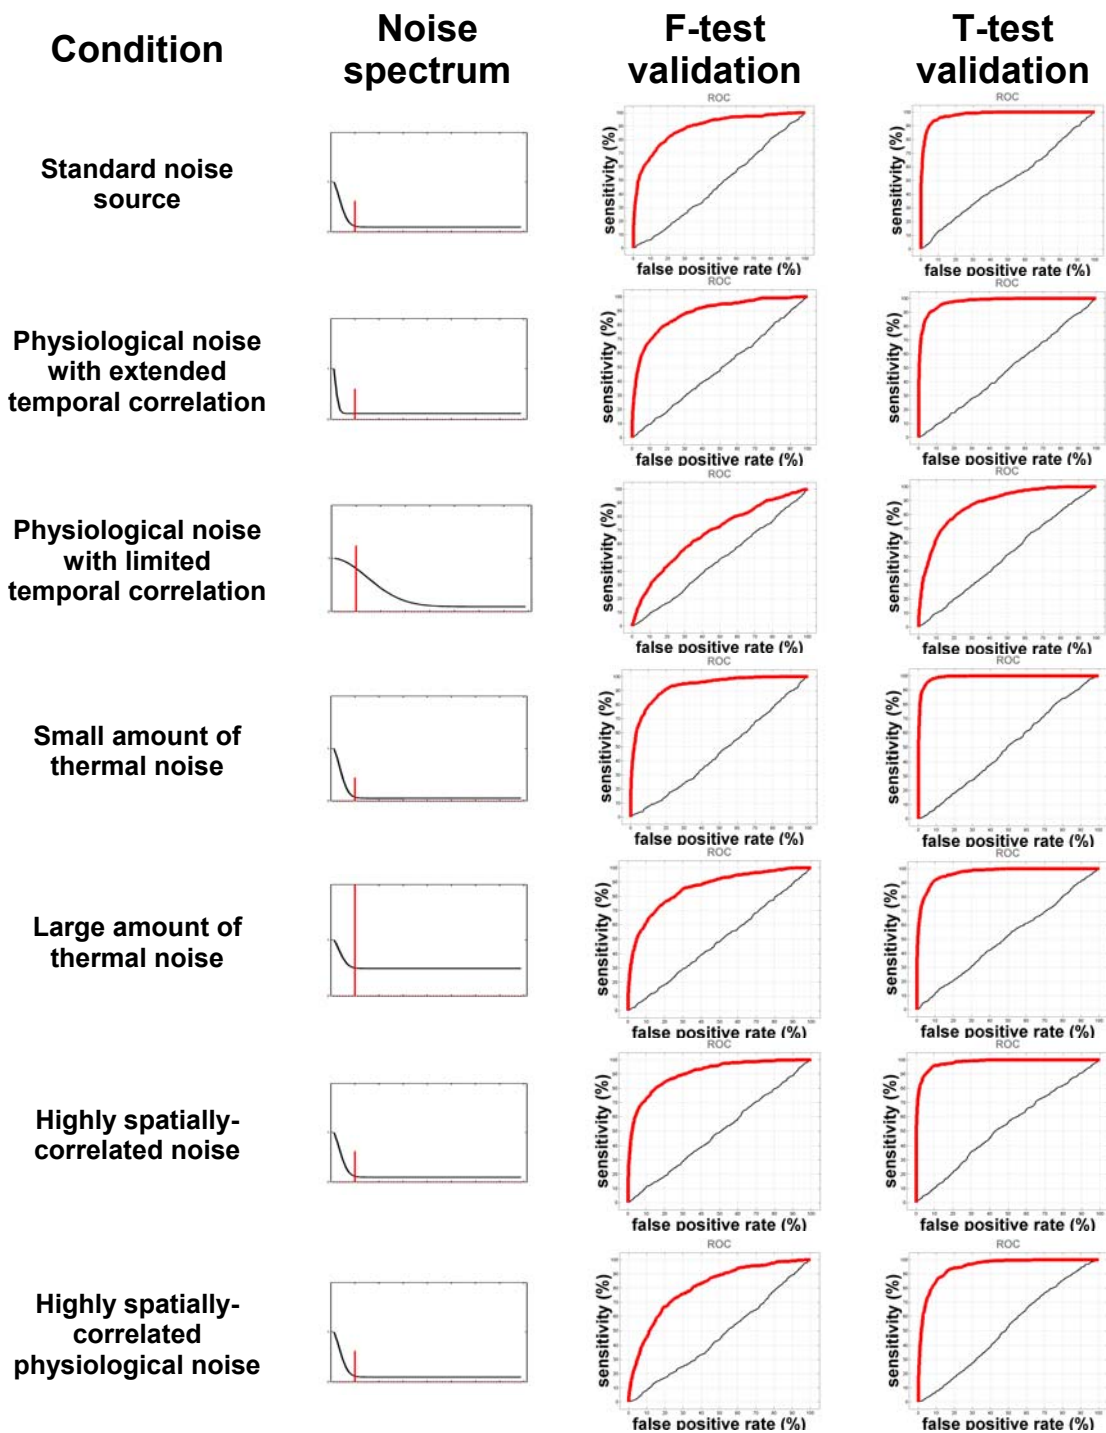 Condition
Noise
spectrum
F-test
validation
T-test
validation
Standard noise
source
ROC
sensitivity (%)
false positive rate (%)
ROC
sensitivity (%)
false positive rate (%)
Physiological noise
with extended
temporal correlation
ROC
sensitivity (%)
false positive rate (%)
ROC
sensitivity (%)
false positive rate (%)
Physiological noise
with limited
temporal correlation
ROC
sensitivity (%)
false positive rate (%)
ROC
sensitivity (%)
false positive rate (%)
Small amount of
thermal noise
ROC
sensitivity (%)
false positive rate (%)
ROC
sensitivity (%)
false positive rate (%)
Large amount of
thermal noise
ROC
sensitivity (%)
false positive rate (%)
ROC
sensitivity (%)
false positive rate (%)
Highly spatially-
correlated noise
ROC
sensitivity (%)
false positive rate (%)
ROC
sensitivity (%)
false positive rate (%)
Highly spatially-
correlated
physiological noise
ROC
sensitivity (%)
false positive rate (%)
ROC
sensitivity (%)
false positive rate (%)